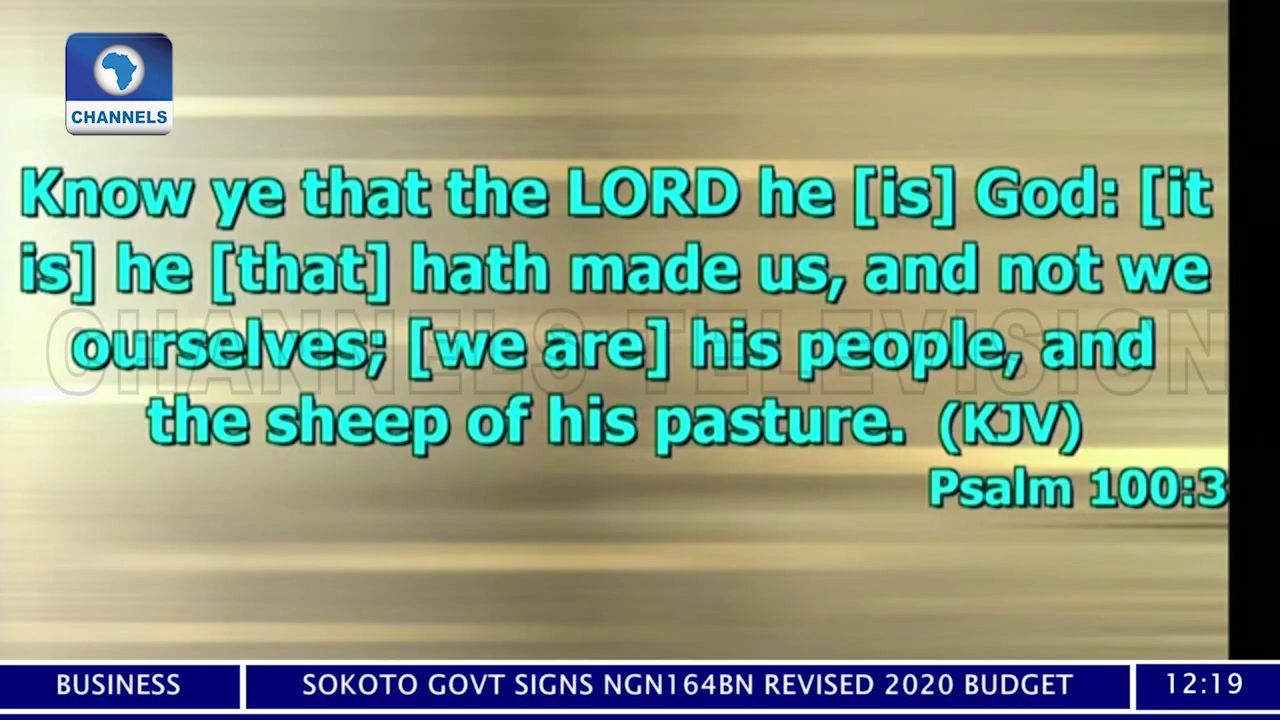 CHANNELS
Know ye that the LORD he [is] God: [it
is] he [that] hath made us, and not we
ourselves; [we are] his people, and
CHANNELS TELEVISION
the sheep of his pasture. (KJV)
Psalm 100:3
BUSINESS
SOKOTO GOVT SIGNS NGN164BN REVISED 2020 BUDGET
12:19